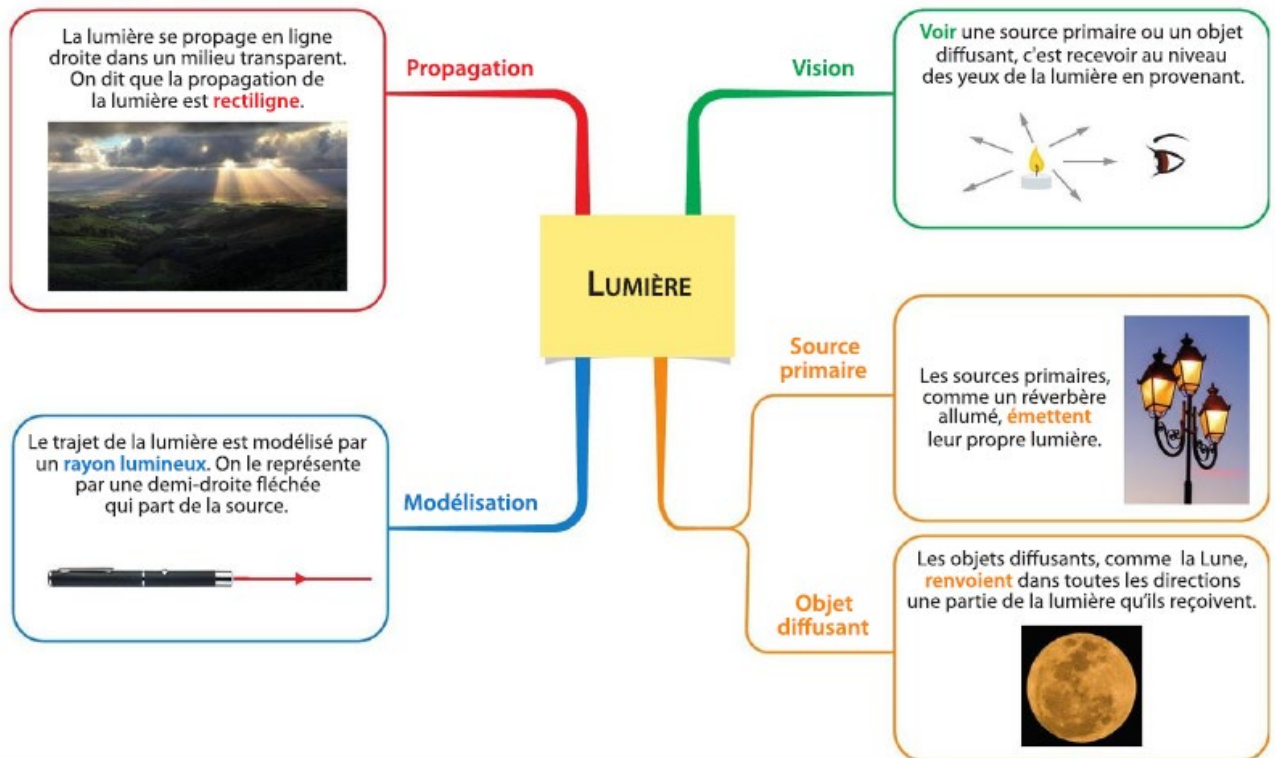 La lumière se propage en ligne
droite dans un milieu transparent.
On dit que la propagation de
la lumière est rectiligne.
Propagation
Vision
Voir une source primaire ou un objet
diffusant, c'est recevoir au niveau
des yeux de la lumière en provenant.
LUMIÈRE
Source
primaire
Les sources primaires,
comme un réverbère
allumé, émettent
leur propre lumière.
Le trajet de la lumière est modélisé par
un rayon lumineux. On le représente
par une demi-droite fléchée
qui part de la source.
Modélisation
Objet
diffusant
Les objets diffusants, comme la Lune,
renvoient dans toutes les directions
une partie de la lumière qu'ils reçoivent.